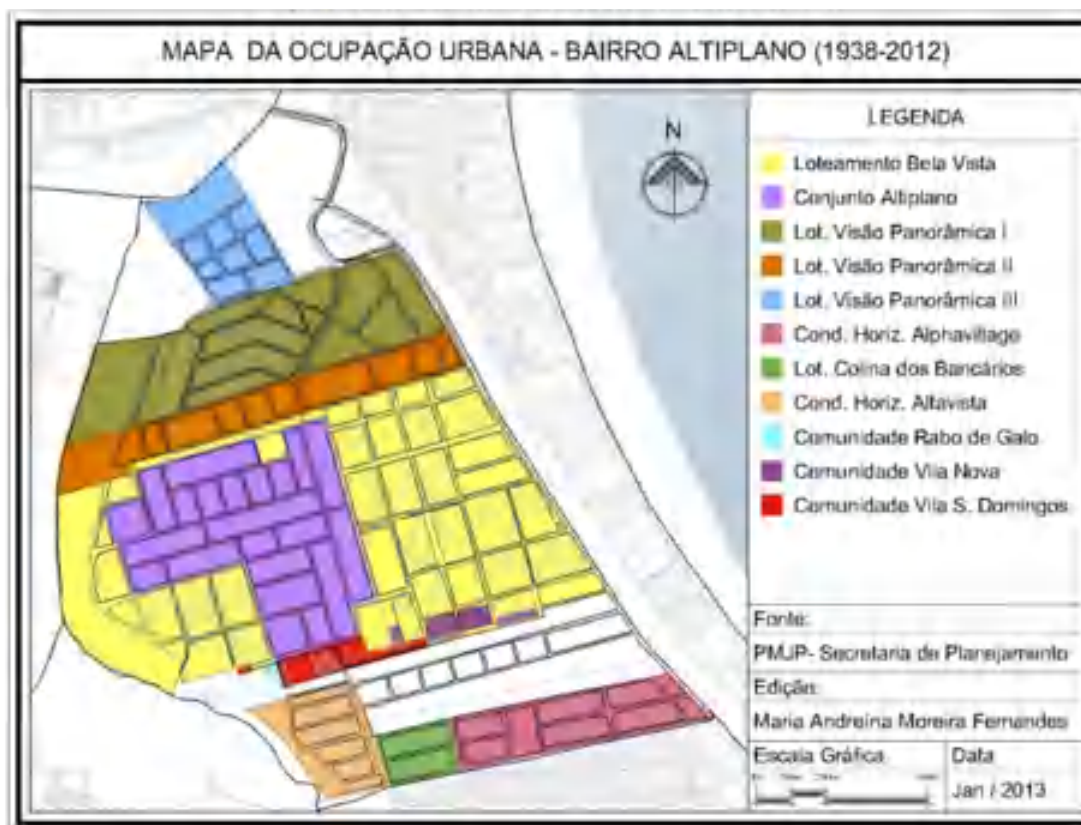 MAPA DA OCUPAÇÃO URBANA - BAIRRO ALTIPLANO (1938-2012)
N
LEGENDA
Loteamento Bela Vista
Conjunto Altiplano
Lot. Visão Panorâmica I
Lot. Visão Panorâmica II
Lot. Visão Panorâmica III
Cond. Horiz. Alphavillage
Lot. Colina dos Bancários
Cond. Horiz. Altavista
Comunidade Rabo de Galo
Comunidade Vila Nova
Comunidade Vila S. Domingos
Fonte:
PMJP- Secretaria de Planejamento
Edição:
Maria Andreina Moreira Fernandes
Escala Gráfica
Data
Jan / 2013